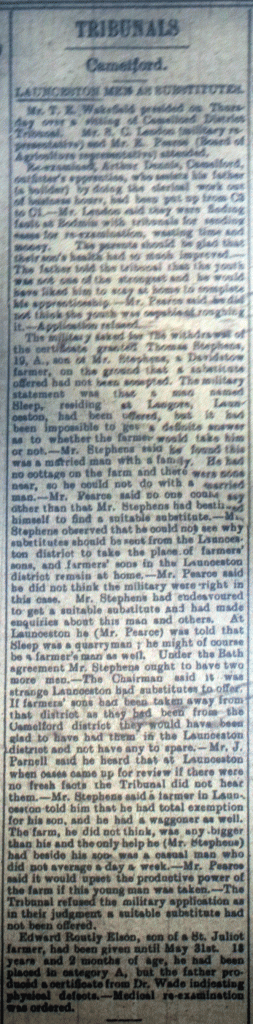 TRIBUNALS
Camelford.
LAUNCESTON MEN AS SUBSTITUTES.
Mr. T. E. Wakefield presided on Thurs-
day over a sitting of Camelford District
Tribunal. Mr. S. C. London (military re-
presentative) and Mr. E. Pearce (Board of
Agriculture representative) attended.
Re-examined, Arthur Camelford,
outfitter's apprentice, who assists his father
(a builder) by doing the clerical work out
of business hours, had been put up from C3
to C1.—Mr. London said they were finding
fault at Bodmin with tribunals for sending
cases for re-examination, wasting time and
money. The parents should be glad that
their son's health had so much improved.—
The father told the tribunal that the youth
was not one of the strongest and he would
have liked him to stay at home to complete
his apprenticeship.—Mr. Pearce said he did
not think the youth was capable of roughing
it.—Application refused.
The military asked for the withdrawal of
the certificate granted Thomas Stephens,
19, A., son of Mr. Stephens, a Davidstow
farmer, on the ground that a substitute
offered had not been accepted. The military
statement was that a man named
Sleep, residing at Langore, Laun-
ceston, had been offered, but it had
been impossible to get a definite answer
as to whether the farmer would take him
or not.—Mr. Stephens said he found this
was a married man with a family. He had
no cottage on the farm and there were none
near, so he could not do with a married
man.—Mr. Pearce said no one could say
other than that Mr. Stephens had
himself to find a suitable substitute.—Mr.
Stephens observed that he could not see why
substitutes should be sent from the Launces-
ton district to take the place of farmers'
sons, and farmers' sons in the Launceston
district remain at home.—Mr. Pearce said
he did not think the military were right in
this case. Mr. Stephens had endeavoured
to get a suitable substitute and had made
enquiries about this man and others. At
Launceston he (Mr. Pearce) was told that
Sleep was a quarryman; he might of course
be a farmer's man as well. Under the Bath
agreement Mr. Stephens ought to have two
more men.—The Chairman said it was
strange Launceston had substitutes to offer.
If farmers' sons had been taken away from
that district as they had been from the
Camelford district they would have been
glad to have had them in the Launceston
district and not have any to spare.—Mr. J.
Parnell said he heard that at Launceston
when cases came up for review if there were
no fresh facts the Tribunal did not hear
them.—Mr. Stephens said a farmer in Laun-
ceston told him that he had total exemption
for his son, and he had a waggoner as well.
The farm, he did not think, was any bigger
than his and the only help he (Mr. Stephens)
had beside his son was a casual man who
did not average a day a week.—Mr. Pearce
said it would upset the productive power of
the farm if this young man was taken.—The
Tribunal refused the military application as
in their judgment a suitable substitute had
not been offered.
Edward Routly Elson, son of a St. Juliot
farmer, had been given until May 31st. 18
years and 2 months of age, he had been
placed in category A, but the father pro-
duced a certificate from Dr. Wade indicating
physical defects.—Medical re-examination
was ordered.